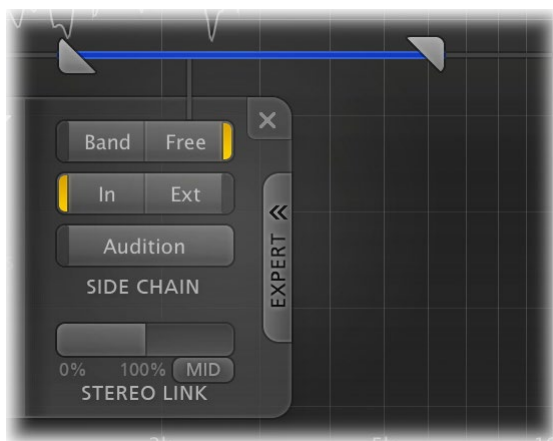 Band Free
In Ext
Audition
SIDE CHAIN
EXPERT
0% 100% MID
STEREO LINK